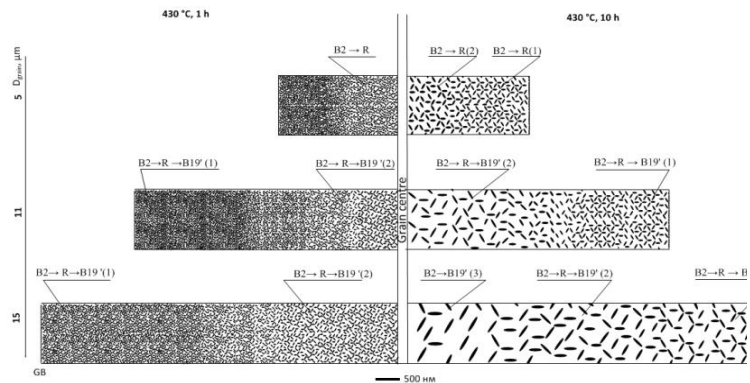 430 °C, 1 h
430 °C, 10 h
B2 → R
B2 → R(2)
B2 → R(1)
B2→R →B19' (1)
B2→ R→B19 '(2)
B2→ R→B19' (2)
B2→R→ B19' (1)
B2→ R→B19 '(1)
B2→ R→B19 '(2)
B2→B19' (3)
B2→R→B19' (2)
B2→R → B
Dgrain, μm
5
11
15
Grain centre
GB
500 нм